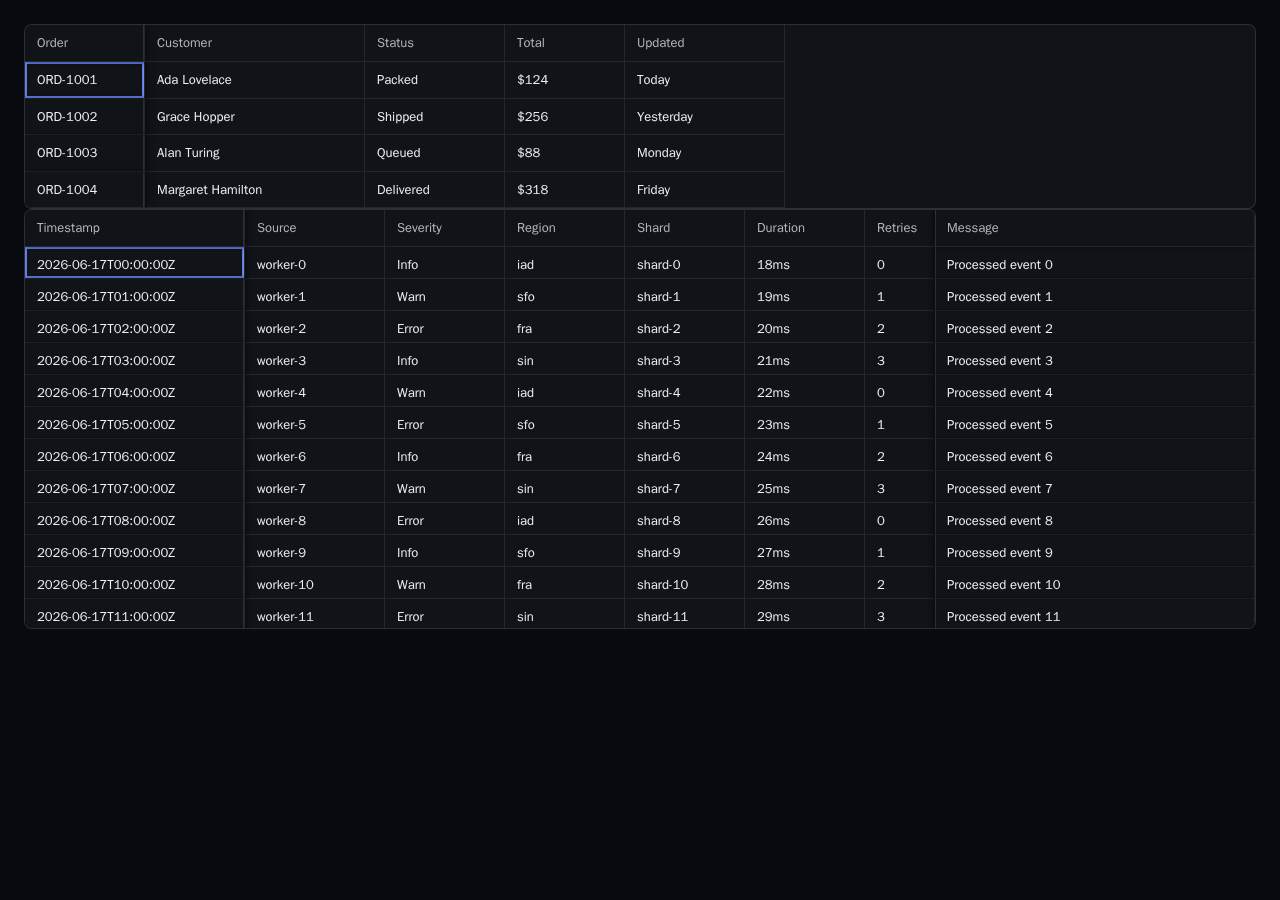 Order Customer Status Total Updated
ORD-1001 Ada Lovelace Packed $124 Today
ORD-1002 Grace Hopper Shipped $256 Yesterday
ORD-1003 Alan Turing Queued $88 Monday
ORD-1004 Margaret Hamilton Delivered $318 Friday
Timestamp Source Severity Region Shard Duration Retries Message
2026-06-17T00:00:00Z worker-0 Info iad shard-0 18ms 0 Processed event 0
2026-06-17T01:00:00Z worker-1 Warn sfo shard-1 19ms 1 Processed event 1
2026-06-17T02:00:00Z worker-2 Error fra shard-2 20ms 2 Processed event 2
2026-06-17T03:00:00Z worker-3 Info sin shard-3 21ms 3 Processed event 3
2026-06-17T04:00:00Z worker-4 Warn iad shard-4 22ms 0 Processed event 4
2026-06-17T05:00:00Z worker-5 Error sfo shard-5 23ms 1 Processed event 5
2026-06-17T06:00:00Z worker-6 Info fra shard-6 24ms 2 Processed event 6
2026-06-17T07:00:00Z worker-7 Warn sin shard-7 25ms 3 Processed event 7
2026-06-17T08:00:00Z worker-8 Error iad shard-8 26ms 0 Processed event 8
2026-06-17T09:00:00Z worker-9 Info sfo shard-9 27ms 1 Processed event 9
2026-06-17T10:00:00Z worker-10 Warn fra shard-10 28ms 2 Processed event 10
2026-06-17T11:00:00Z worker-11 Error sin shard-11 29ms 3 Processed event 11